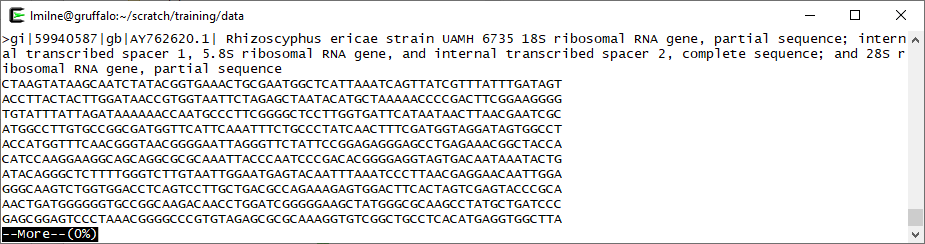 lmilne@gruffalo:~/scratch/training/data
>gi|59940587|gb|AY762620.1| Rhizoscyphus ericae strain UAMH 6735 18S ribosomal RNA gene, partial sequence; intern
al transcribed spacer 1, 5.8S ribosomal RNA gene, and internal transcribed spacer 2, complete sequence; and 28S r
ibosomal RNA gene, partial sequence
CTAAGTATAAGCAATCTATACGGTGAAACTGCGAATGGCTCATTAAATCAGTTATCGTTTATTTGATAGT
ACCTTACTACTTGGATAACCGTGGTAATTCTAGAGCTAATACATGCTAAAAACCCCGACTTCGGAAGGGG
TGTATTTATTAGATAAAAAACCAATGCCCTTCGGGGCTCCTTGGTGATTCATAATAACTTAACGAATCGC
ATGGCCTTGTGCCGGCGATGGTTCATTCAAATTTCTGCCCTATCAACTTTCGATGGTAGGATAGTGGCCT
ACCATGGTTTCAACGGGTAACGGGGAATTAGGGTTCTATTCCGGAGAGGGAGCCTGAGAAACGGCTACCA
CATCCAAGGAAGGCAGCAGGCGCGCAAATTACCCAATCCCGACACGGGGAGGTAGTGACAATAAATACTG
ATACAGGGCTCTTTTGGGTCTTGTAATTGGAATGAGTACAATTTAAATCCCTTAACGAGGAACAATTGGA
GGGCAAGTCTGGTGGACCTCAGTCCTTGCTGACGCCAGAAAGAGTGGACTTCACTAGTCGAGTACCCGCA
AACTGATGGGGGGTGCCGGCAAGACAACCTGGATCGGGGGAAGCTATGGGCGCAAGCCTATGCTGATCCC
GAGCGGAGTCCCTAAACGGGGCCCGTGTAGAGCGCGCAAAGGTGTCGGCTGCCTCACATGAGGTGGCTTA
--More--(0%)